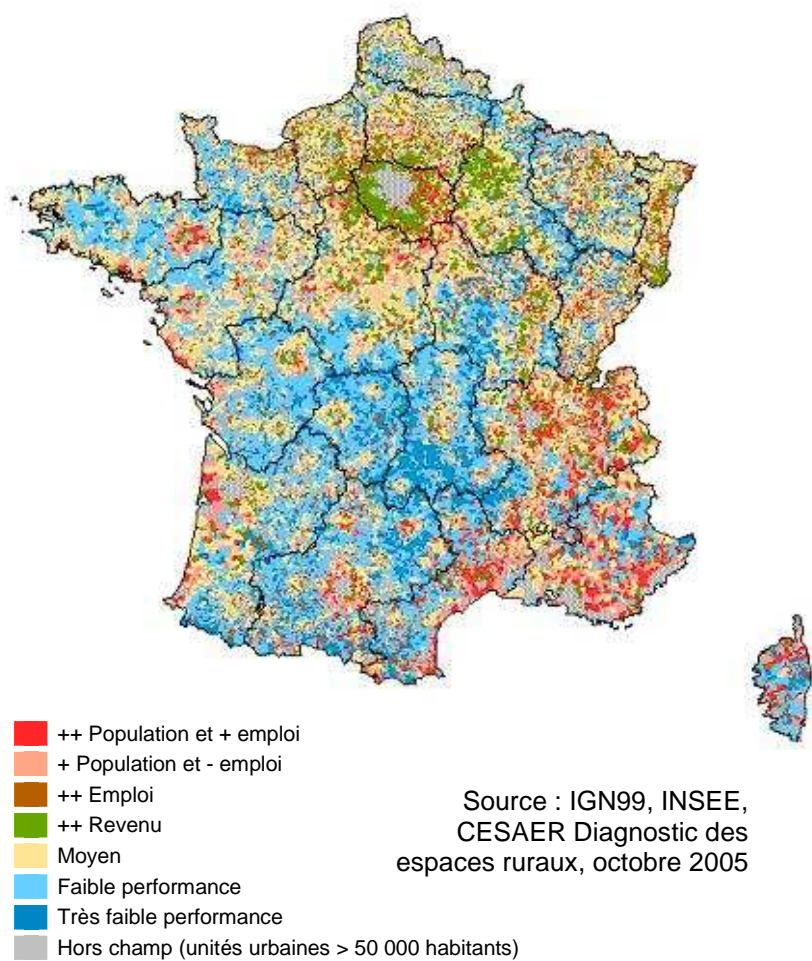 ++ Population et + emploi
+ Population et - emploi
++ Emploi
++ Revenu
Moyen
Faible performance
Très faible performance
Hors champ (unités urbaines > 50 000 habitants)
Source : IGN99, INSEE,
CESAER Diagnostic des
espaces ruraux, octobre 2005